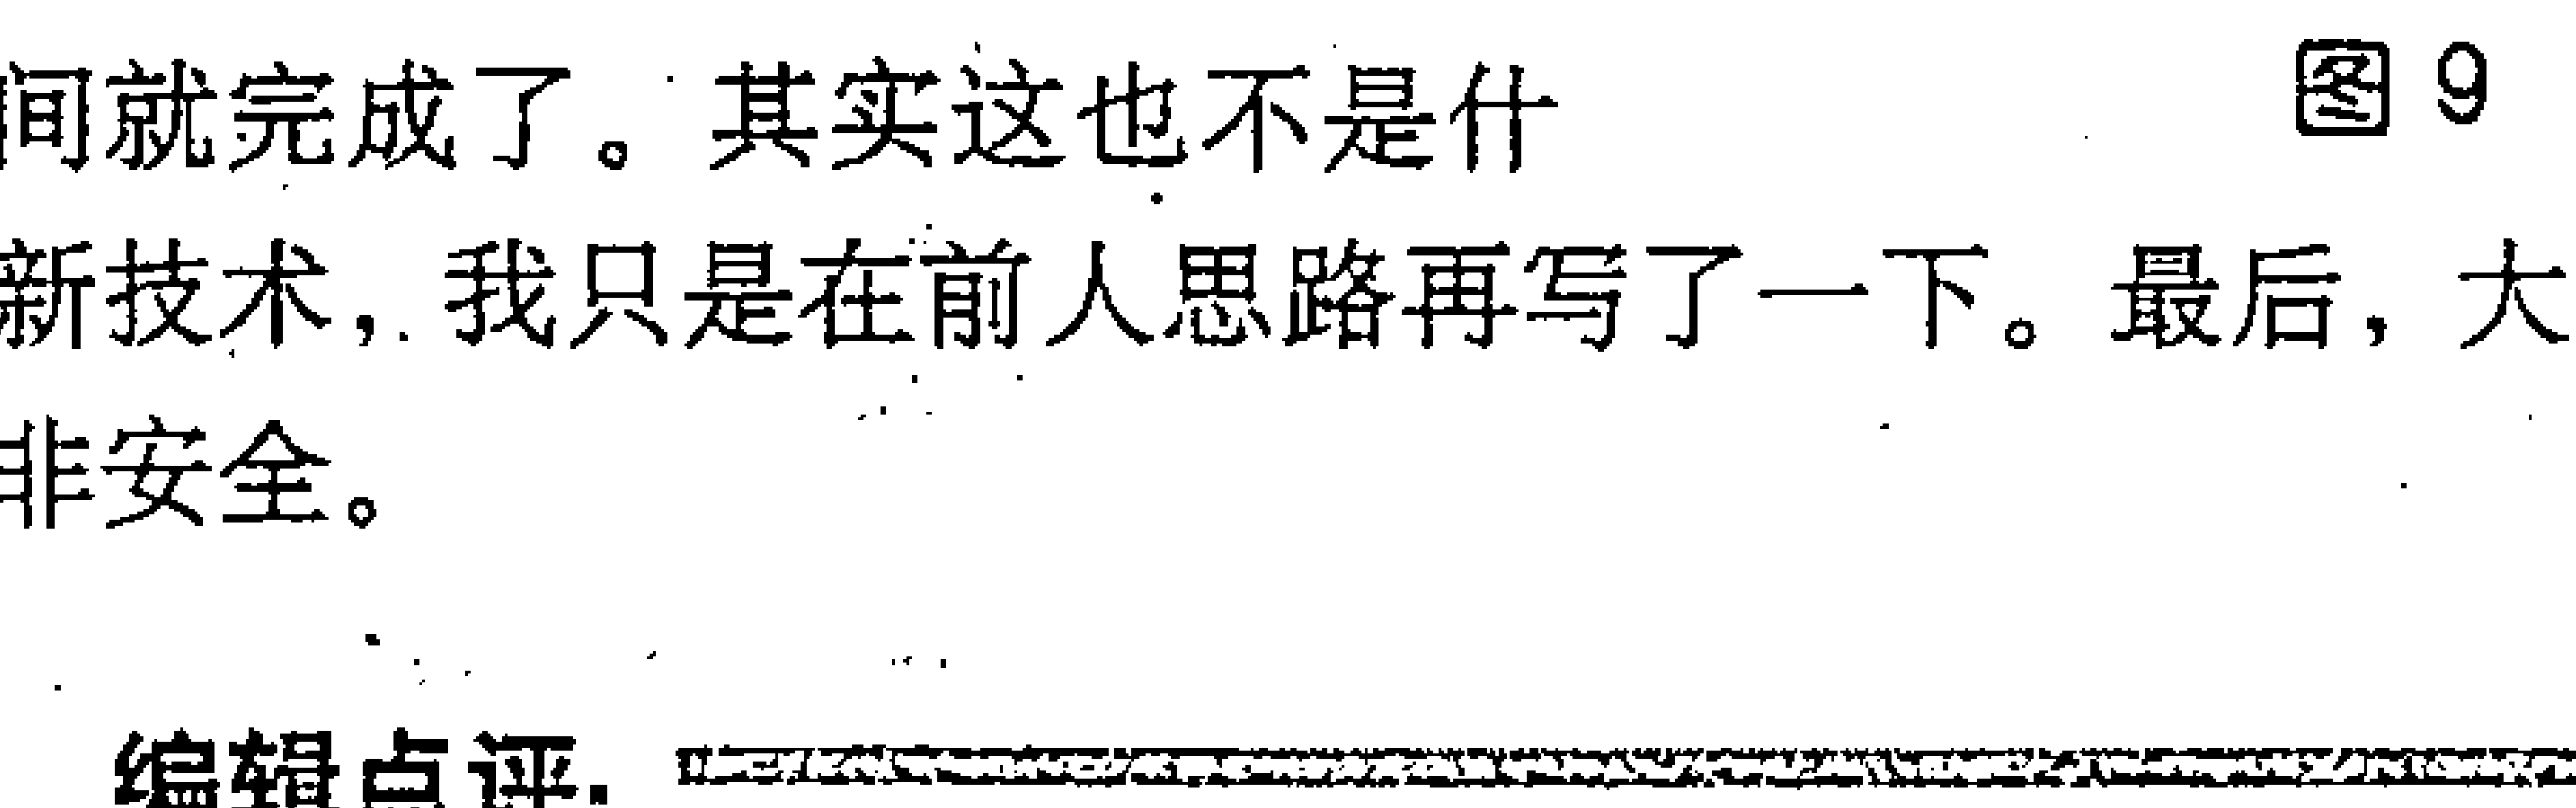 间就完成了。其实这也不是什
图 9
新技术，我只是在前人思路再写了一下。最后，大
非安全。
编辑点评：